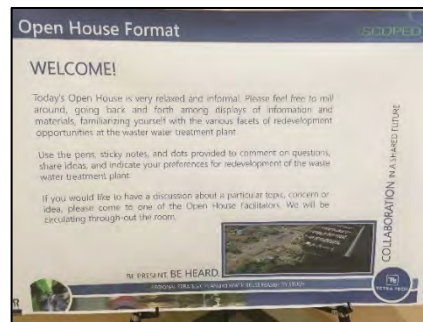 Open House Format
SCOPED
WELCOME!
Today's Open House is very relaxed and informal. Please feel free to mill
around, going back and forth among displays of information and
materials, familiarizing yourself with the various facets of redevelopment
opportunities at the waster water treatment plant.
Use the pens, sticky notes, and dots provided to comment on questions,
share ideas, and indicate your preferences for redevelopment of the waste
water treatment plant.
If you would like to have a discussion about a particular topic, concern or
idea, please come to one of the Open House Facilitators. We will be
circulating through-out the room.
COLLABORATION IN A SHARED FUTURE
BE PRESENT. BE HEARD.
TETRA TECH
R